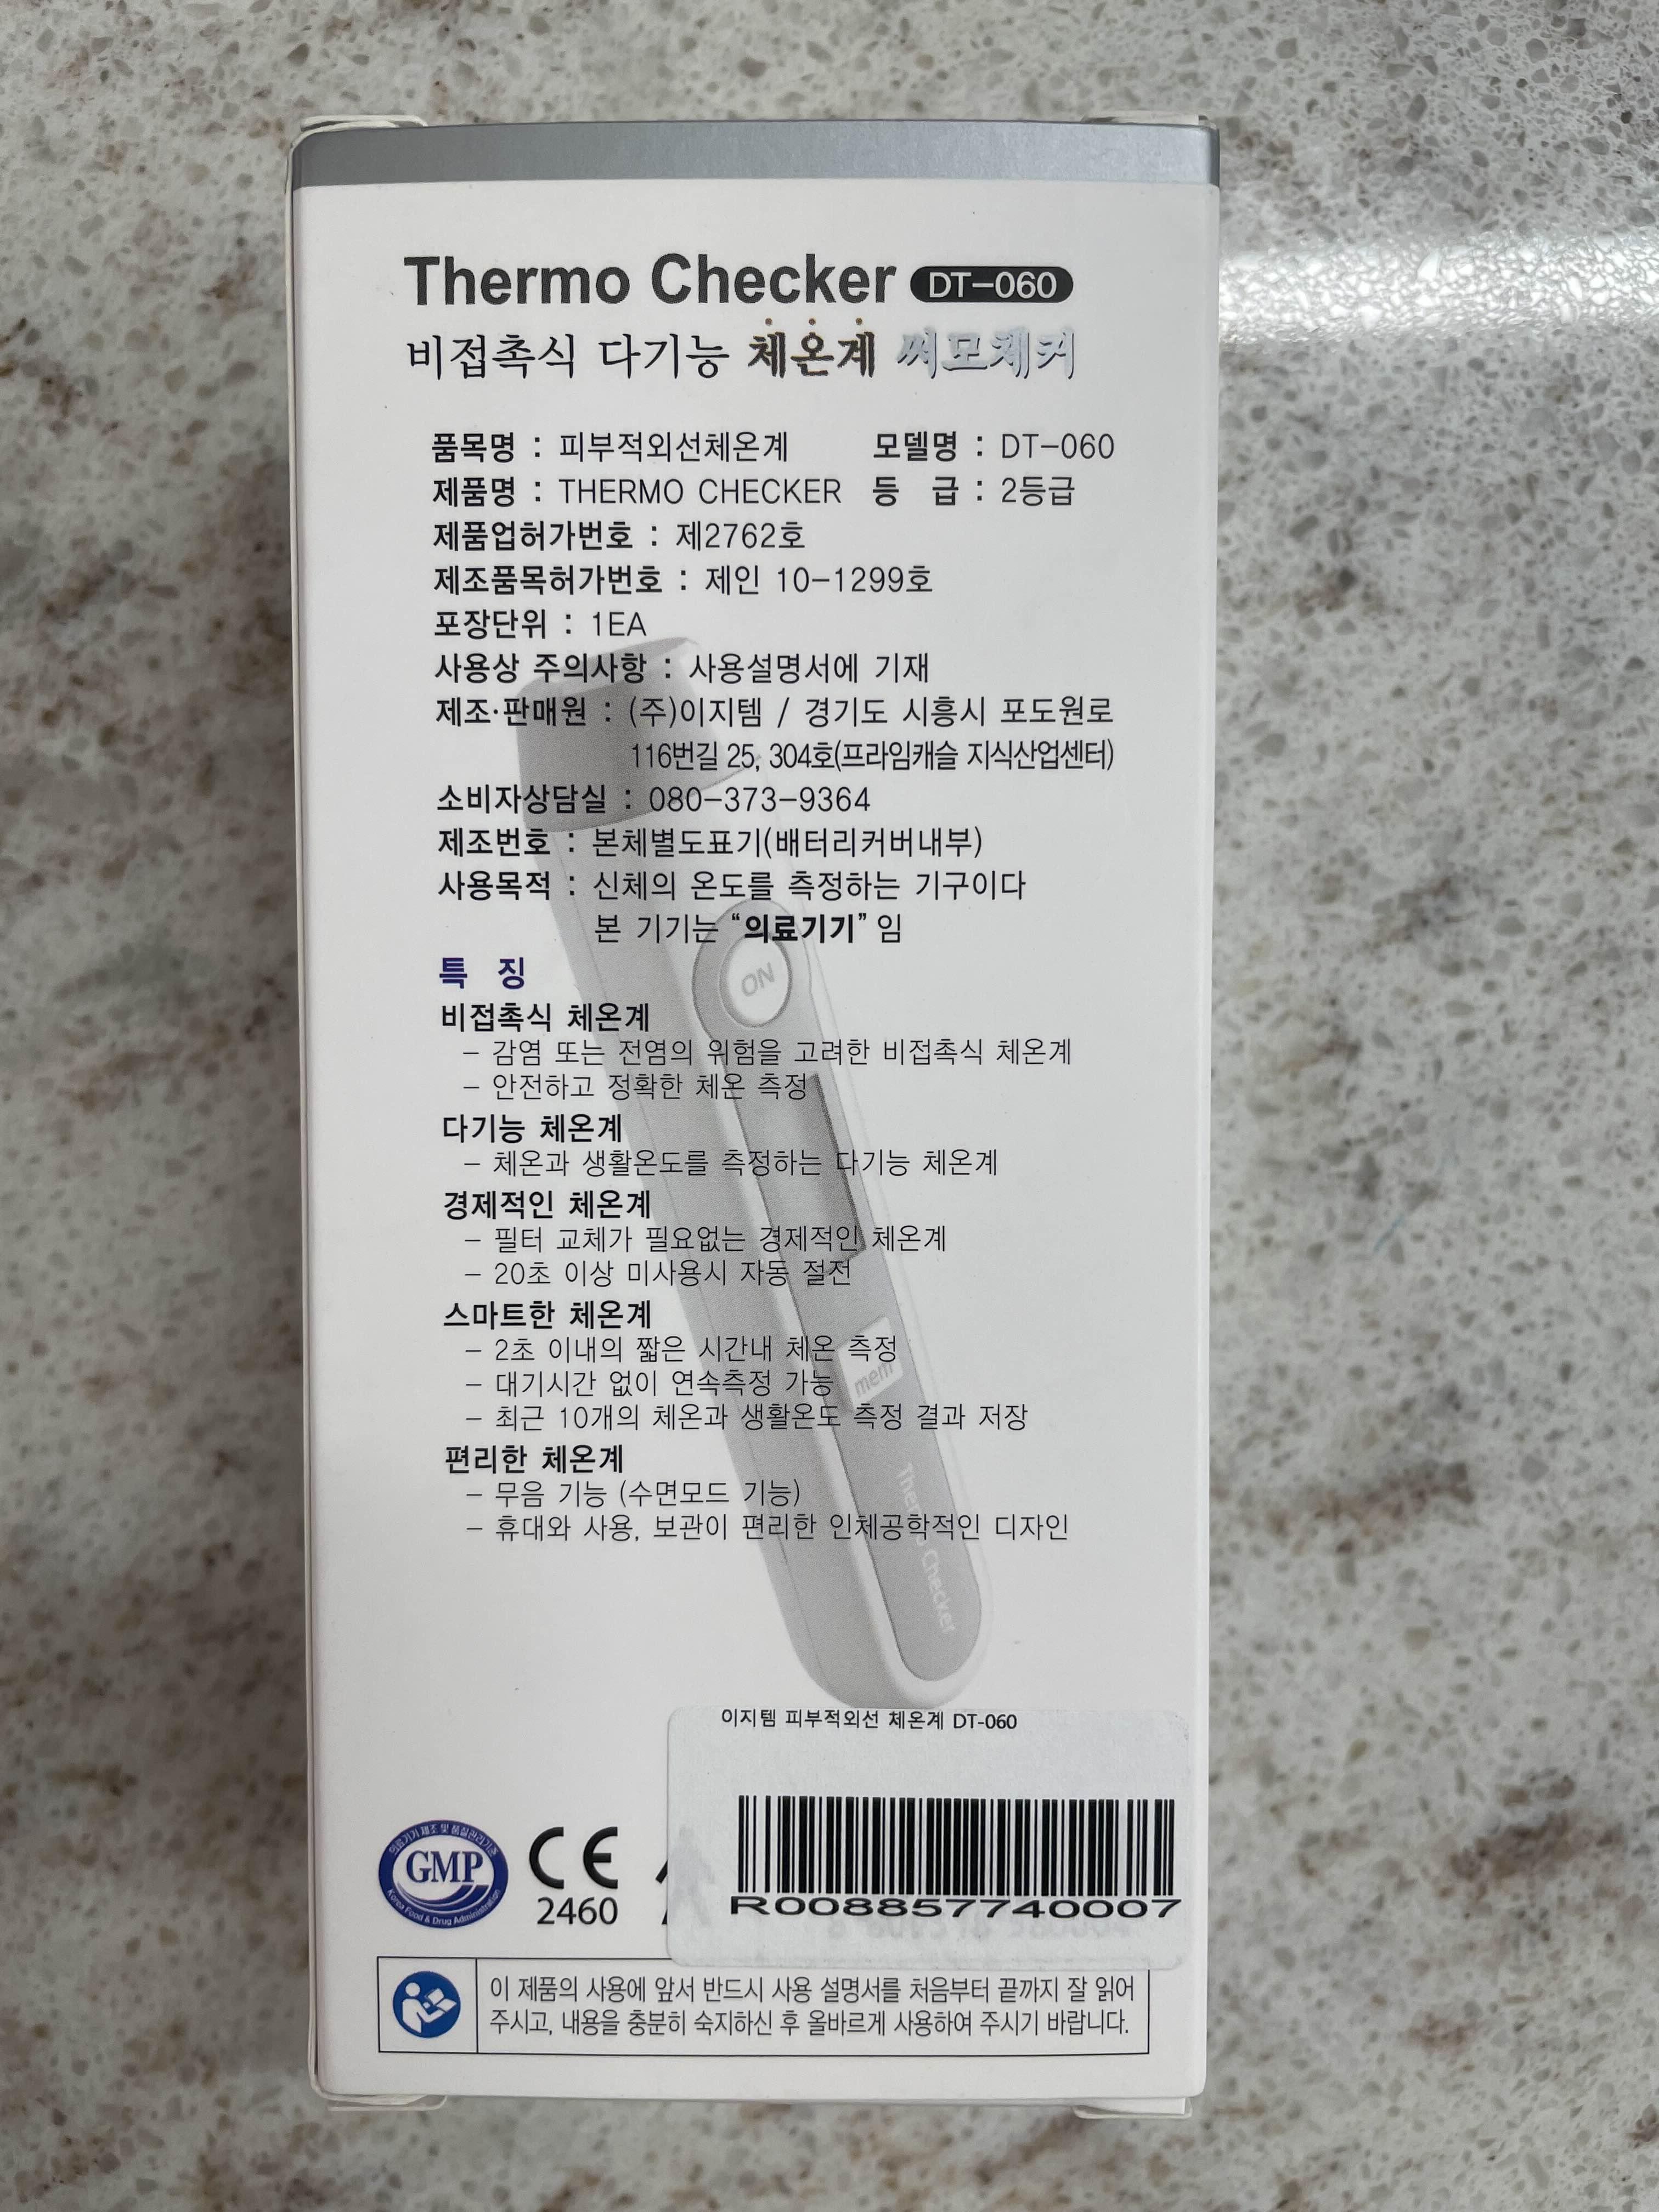 Thermo Checker DT-060
비접촉식 다기능 체온계 써모체커
품목명 : 피부적외선체온계 모델명 : DT-060
제품명 : THERMO CHECKER 등 급 : 2등급
제품업허가번호 : 제2762호
제조품목허가번호 : 제인 10-1299호
포장단위 : 1EA
사용상 주의사항 : 사용설명서에 기재
제조·판매원 : (주)이지템 / 경기도 시흥시 포도원로
116번길 25, 304호(프라임캐슬 지식산업센터)
소비자상담실 : 080-373-9364
제조번호 : 본체별도표기(배터리커버내부)
사용목적 : 신체의 온도를 측정하는 기구이다
본 기기는 “의료기기” 임
ON
특 징
비접촉식 체온계
- 감염 또는 전염의 위험을 고려한 비접촉식 체온계
- 안전하고 정확한 체온 측정
다기능 체온계
- 체온과 생활온도를 측정하는 다기능 체온계
경제적인 체온계
- 필터 교체가 필요없는 경제적인 체온계
- 20초 이상 미사용시 자동 절전
스마트한 체온계
- 2초 이내의 짧은 시간내 체온 측정
mem
- 대기시간 없이 연속측정 가능
- 최근 10개의 체온과 생활온도 측정 결과 저장
편리한 체온계
- 무음 기능 (수면모드 기능)
- 휴대와 사용, 보관이 편리한 인체공학적인 디자인
Thermo Checker
이지템 피부적외선 체온계 DT-060
의료기기 제조 및 품질관리기준
GMP
Korea Food & Drug Administration
CE
2460
R008857740007
이 제품의 사용에 앞서 반드시 사용 설명서를 처음부터 끝까지 잘 읽어
주시고, 내용을 충분히 숙지하신 후 올바르게 사용하여 주시기 바랍니다.